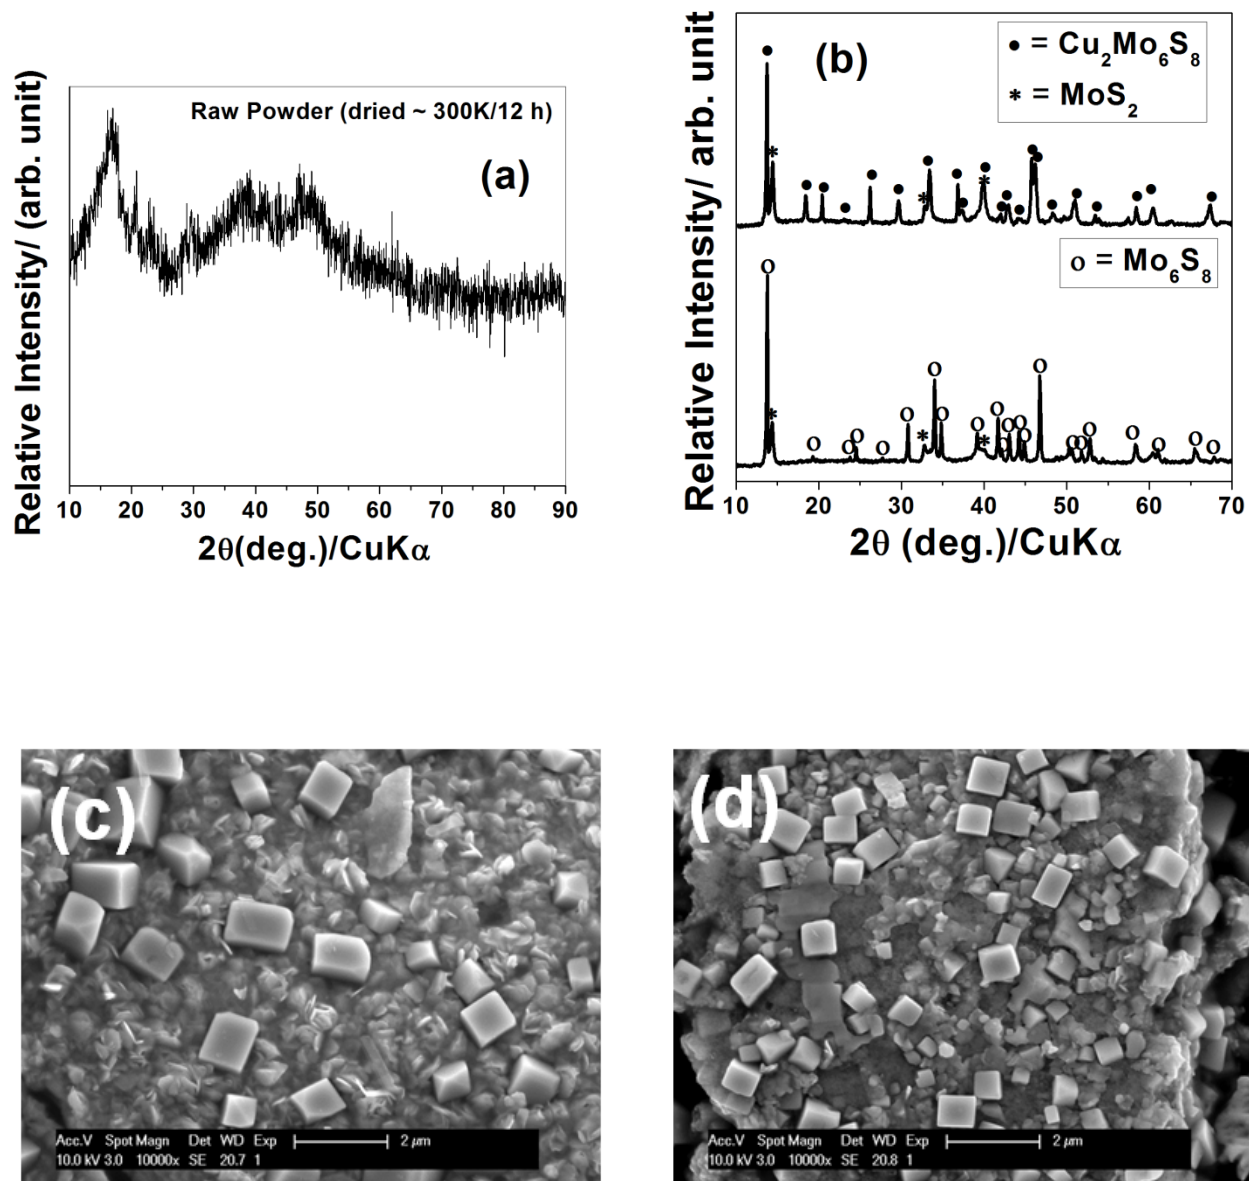 Relative Intensity/ (arb. unit)
Raw Powder (dried ~ 300K/12 h)
(a)
10 20 30 40 50 60 70 80 90
2θ(deg.)/CuKα
Relative Intensity/ arb. unit
(b)
• = Cu₂Mo₆S₈
* = MoS₂
o = Mo₆S₈
10 20 30 40 50 60 70
2θ (deg.)/CuKα
(c)
Acc.V Spot Magn Det WD Exp 2 μm
10.0 kV 3.0 10000x SE 20.7 1
(d)
Acc.V Spot Magn Det WD Exp 2 μm
10.0 kV 3.0 10000x SE 20.8 1